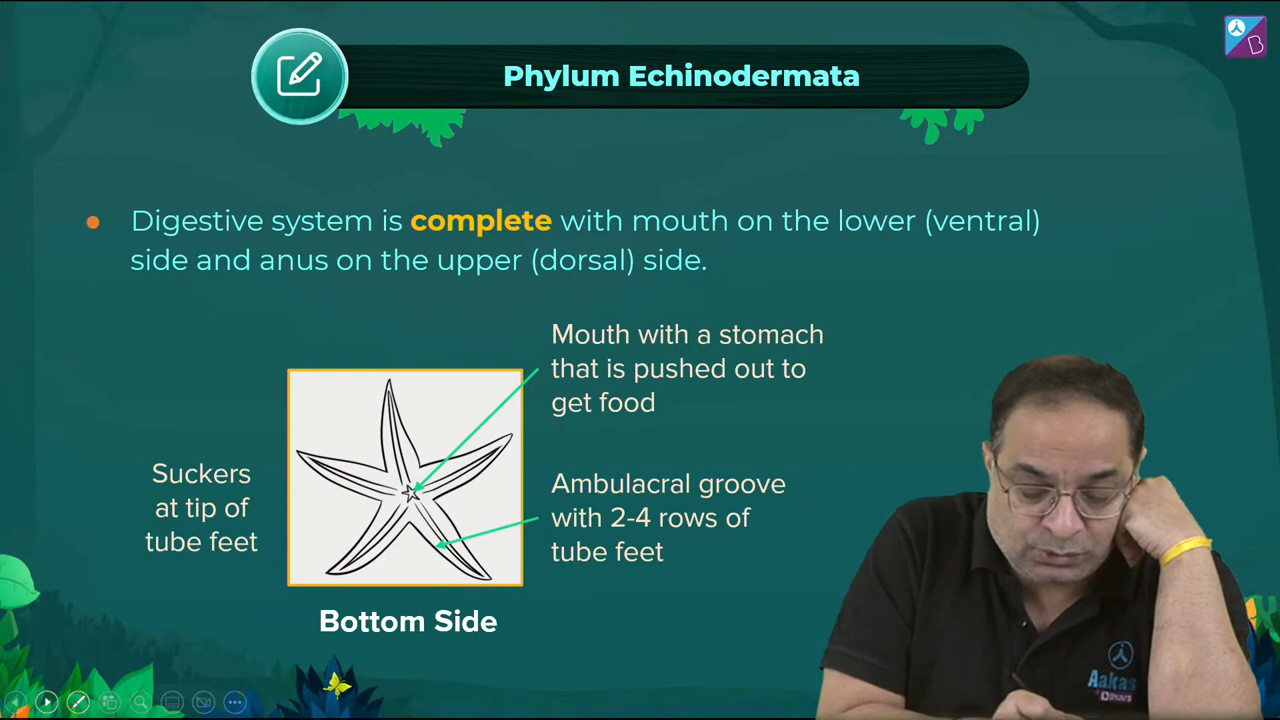 Phylum Echinodermata
B
Digestive system is complete with mouth on the lower (ventral)
side and anus on the upper (dorsal) side.
Mouth with a stomach
that is pushed out to
get food
Suckers
at tip of
tube feet
Ambulacral groove
with 2-4 rows of
tube feet
Bottom Side
Aakas